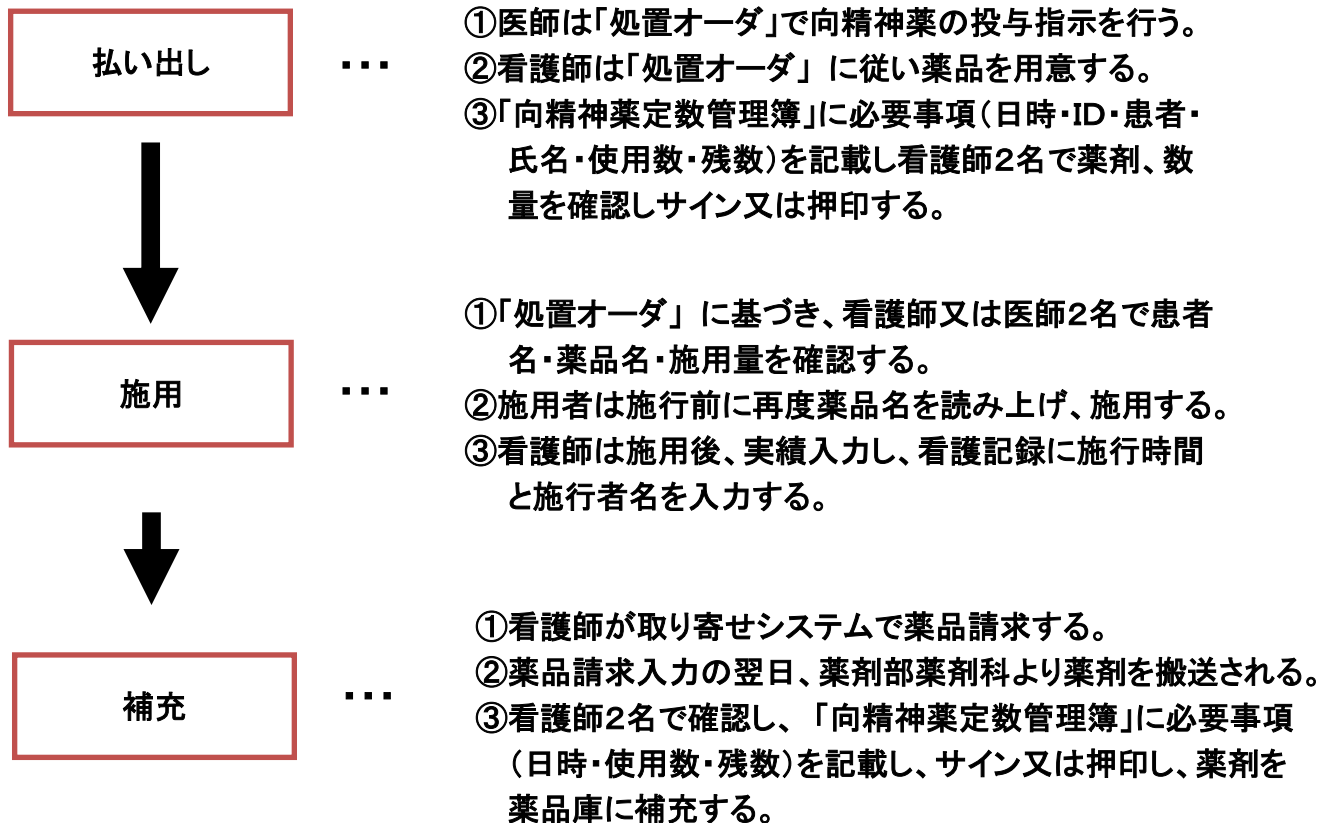 払い出し
・・・
①医師は「処置オーダ」で向精神薬の投与指示を行う。
②看護師は「処置オーダ」 に従い薬品を用意する。
③「向精神薬定数管理簿」に必要事項（日時・ID・患者・
氏名・使用数・残数）を記載し看護師２名で薬剤、数
量を確認しサイン又は押印する。
施用
・・・
①「処置オーダ」 に基づき、看護師又は医師２名で患者
名・薬品名・施用量を確認する。
②施用者は施行前に再度薬品名を読み上げ、施用する。
③看護師は施用後、実績入力し、看護記録に施行時間
と施行者名を入力する。
補充
・・・
①看護師が取り寄せシステムで薬品請求する。
②薬品請求入力の翌日、薬剤部薬剤科より薬剤を搬送される。
③看護師２名で確認し、「向精神薬定数管理簿」に必要事項
（日時・使用数・残数）を記載し、サイン又は押印し、薬剤を
薬品庫に補充する。